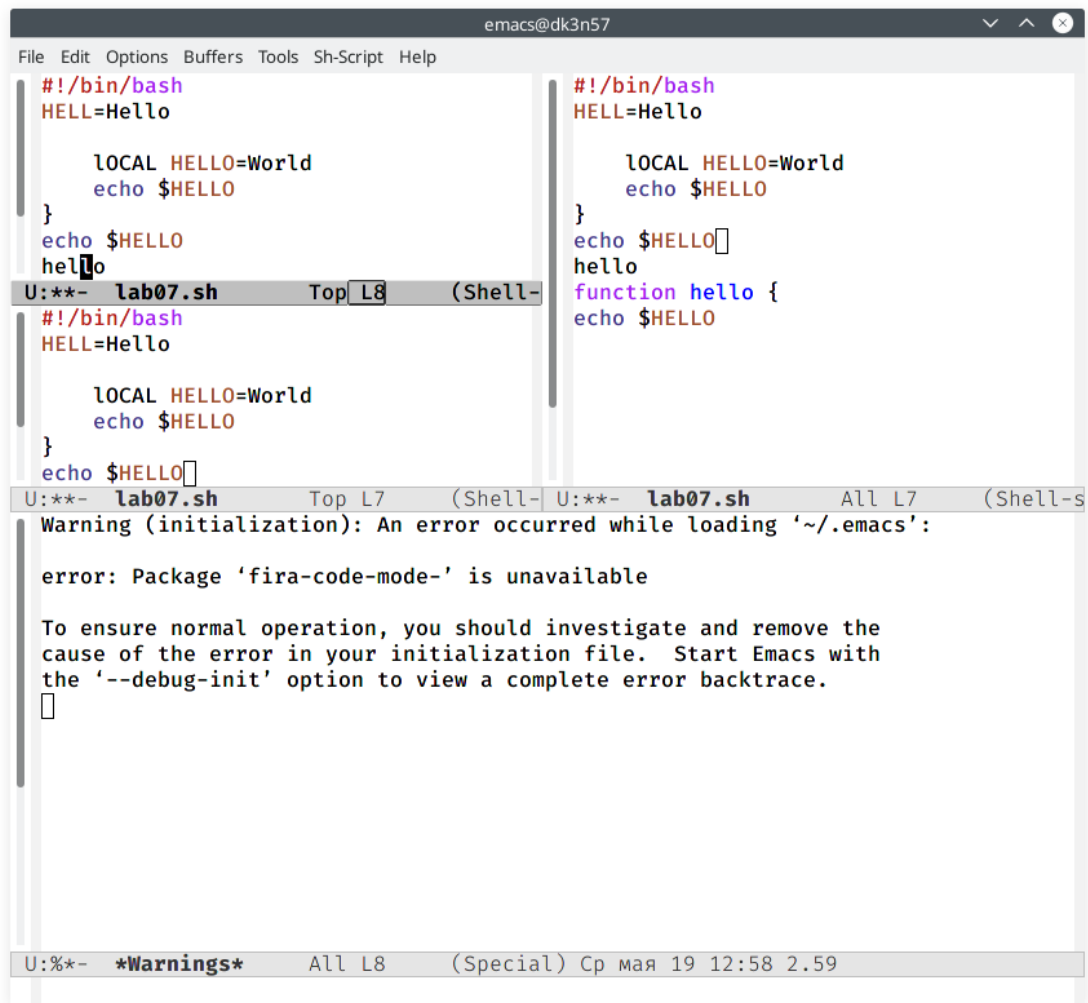 emacs@dk3n57
File Edit Options Buffers Tools Sh-Script Help
#!/bin/bash
HELL=Hello
lOCAL HELLO=World
echo $HELLO
}
echo $HELLO
hello
U:**- lab07.sh Top L8 (Shell-
#!/bin/bash
HELL=Hello
lOCAL HELLO=World
echo $HELLO
}
echo $HELLO
U:**- lab07.sh Top L7 (Shell-
#!/bin/bash
HELL=Hello
lOCAL HELLO=World
echo $HELLO
}
echo $HELLO
hello
function hello {
echo $HELLO
U:**- lab07.sh All L7 (Shell-s
Warning (initialization): An error occurred while loading ‘~/.emacs’:
error: Package ‘fira-code-mode-’ is unavailable
To ensure normal operation, you should investigate and remove the
cause of the error in your initialization file. Start Emacs with
the ‘--debug-init’ option to view a complete error backtrace.
U:%*- *Warnings* All L8 (Special) Ср мая 19 12:58 2.59